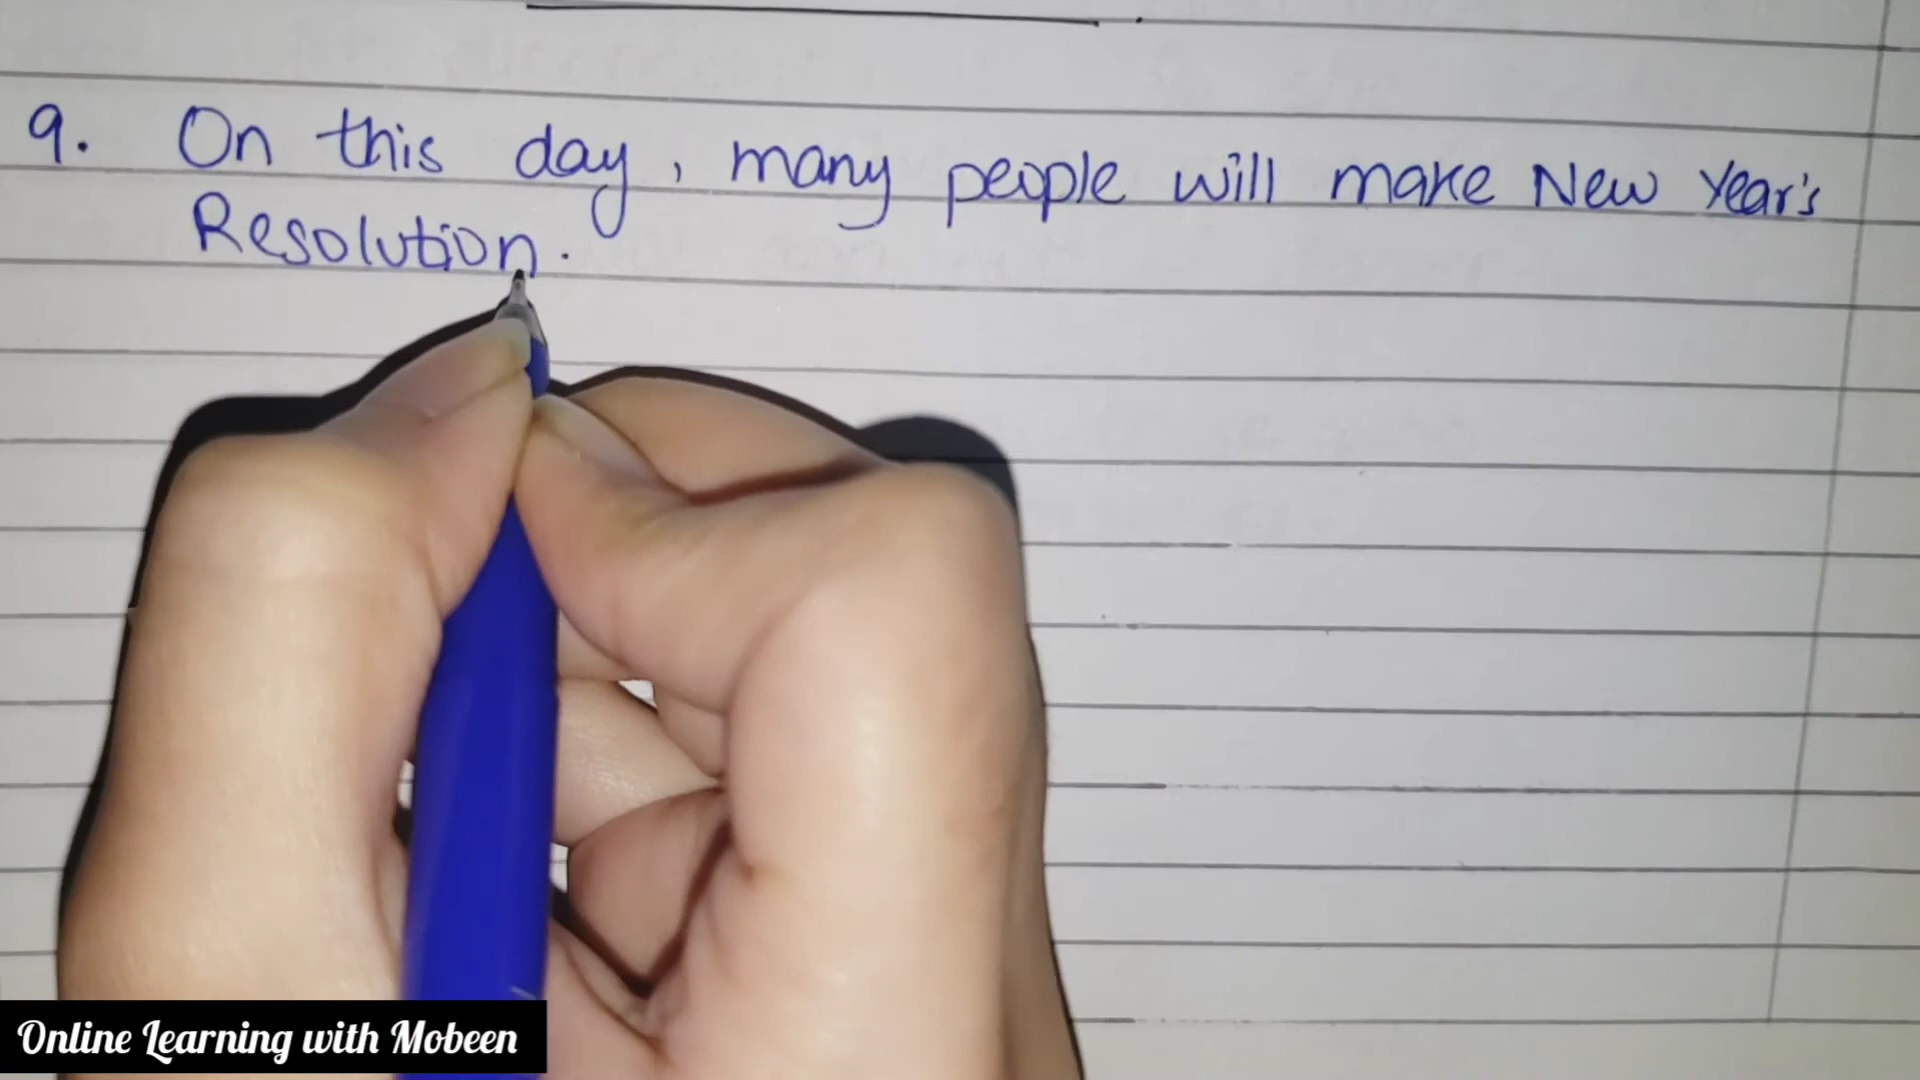 9. On this day, many people will make New Year's
Resolution.
Online Learning with Mobeen